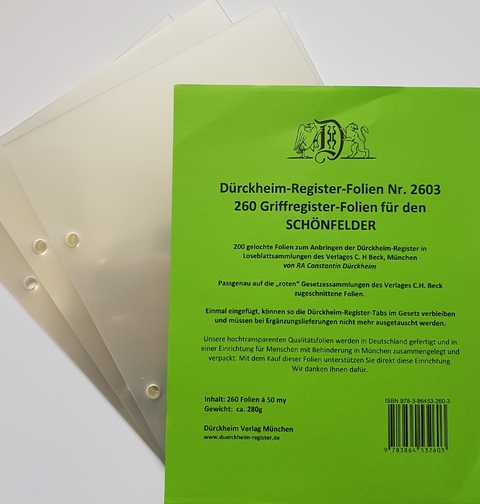 D
Dürckheim-Register-Folien Nr. 2603
260 Griffregister-Folien für den
SCHÖNFELDER
200 gelochte Folien zum Anbringen der Dürckheim-Register in
Loseblattsammlungen des Verlages C. H Beck, München
von RA Constantin Dürckheim
Passgenau auf die „roten" Gesetzessammlungen des Verlages C.H. Beck
zugeschnittene Folien.
Einmal eingefügt, können so die Dürckheim-Register-Tabs im Gesetz verbleiben
und müssen bei Ergänzungslieferungen nicht mehr ausgetauscht werden.
Unsere hochtransparenten Qualitätsfolien werden in Deutschland gefertigt und in
einer Einrichtung für Menschen mit Behinderung in München zusammengelegt und
verpackt. Mit dem Kauf dieser Folien unterstützen Sie direkt diese Einrichtung.
Wir danken Ihnen dafür.
Inhalt: 260 Folien á 50 my
Gewicht: ca. 280g
Dürckheim Verlag München
www.duerckheim-register.de
ISBN 978-3-86453-260-3
9 783864 532603